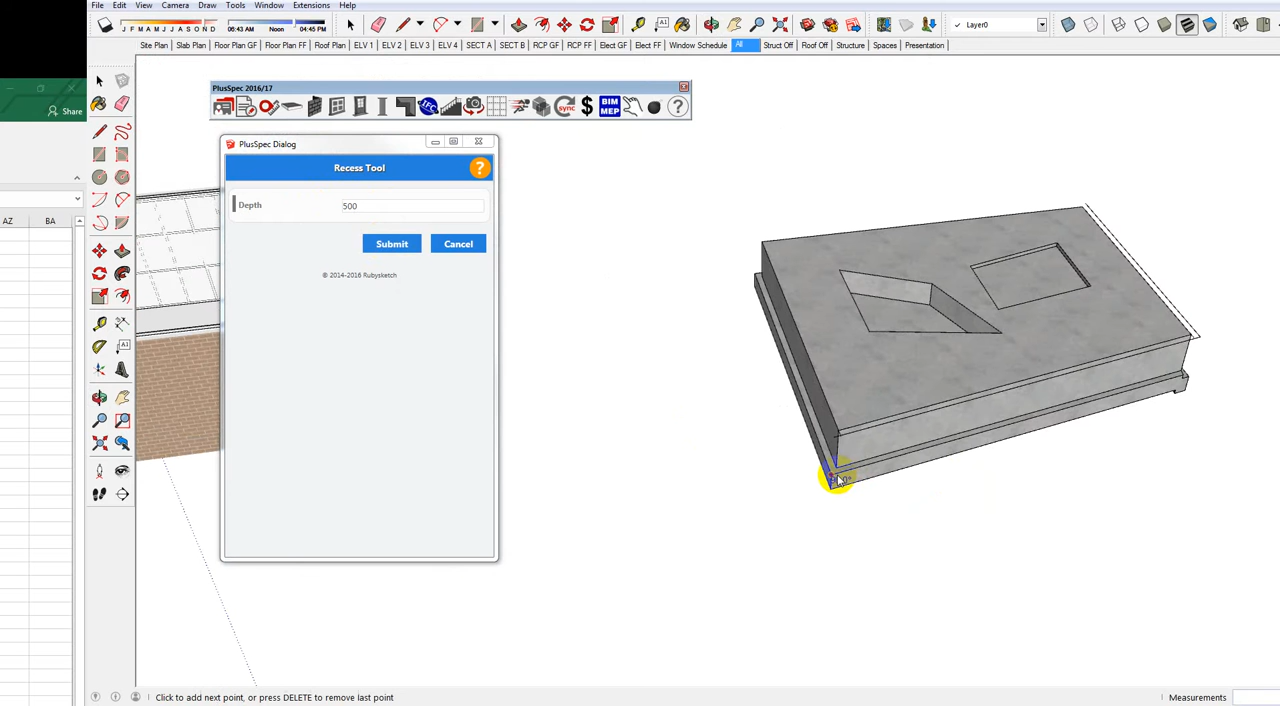 File Edit View Camera Draw Tools Window Extensions Help
J F M A M J J A S O N D 06:43 AM Noon 04:45 PM Layer0
Site Plan Slab Plan Floor Plan GF Floor Plan FF Roof Plan ELV 1 ELV 2 ELV 3 ELV 4 SECT A SECT B RCP GF RCP FF Elect GF Elect FF Window Schedule All Struct Off Roof Off Structure Spaces Presentation
PlusSpec 2016/17
IFC sync $ BIM MEP ?
Share
PlusSpec Dialog
Recess Tool ?
Depth 500
Submit Cancel
© 2014-2016 Rubysketch
AZ BA
Click to add next point, or press DELETE to remove last point
Measurements